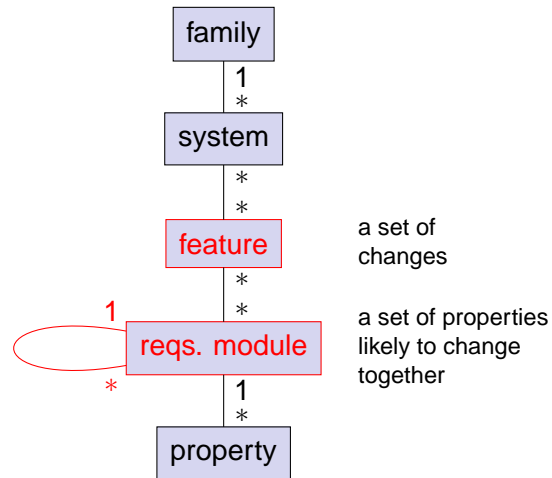 family
1
*
system
*
*
feature
a set of
changes
*
*
1
reqs. module
*
a set of properties
likely to change
together
1
*
property